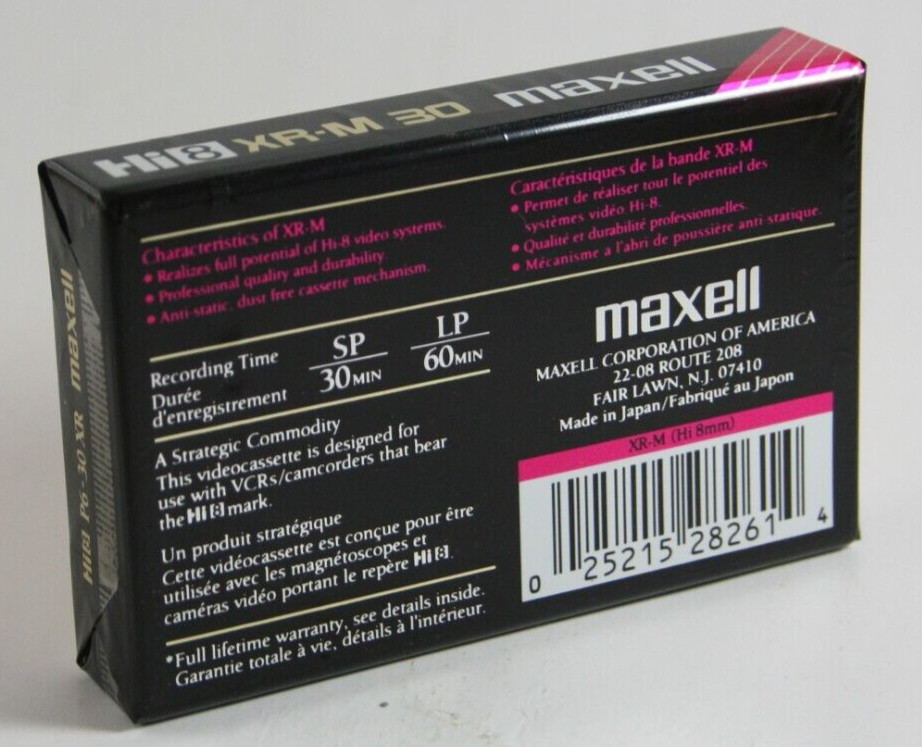 Hi8 XR-M 30 maxell
Characteristics of XR-M
• Realizes full potential of Hi-8 video systems.
• Professional quality and durability.
• Anti-static, dust free cassette mechanism.
Caractéristiques de la bande XR-M
• Permet de réaliser tout le potentiel des
systèmes vidéo Hi-8.
• Qualité et durabilité professionnelles.
• Mécanisme a l'abri de poussière anti statique.
Recording Time
Durée
d'enregistrement
SP
30MIN
LP
60MIN
A Strategic Commodity
This videocassette is designed for
use with VCRs/camcorders that bear
the Hi8 mark.
Un produit stratégique
Cette vidéocassette est conçue pour être
utilisée avec les magnétoscopes et
caméras vidéo portant le repère Hi8.
*Full lifetime warranty, see details inside.
Garantie totale à vie, détails à l'intérieur.
maxell
MAXELL CORPORATION OF AMERICA
22-08 ROUTE 208
FAIR LAWN, N.J. 07410
Made in Japan/Fabriqué au Japon
XR-M (Hi 8mm)
0 25215 28261 4
Hi8 P6-30 XR maxell